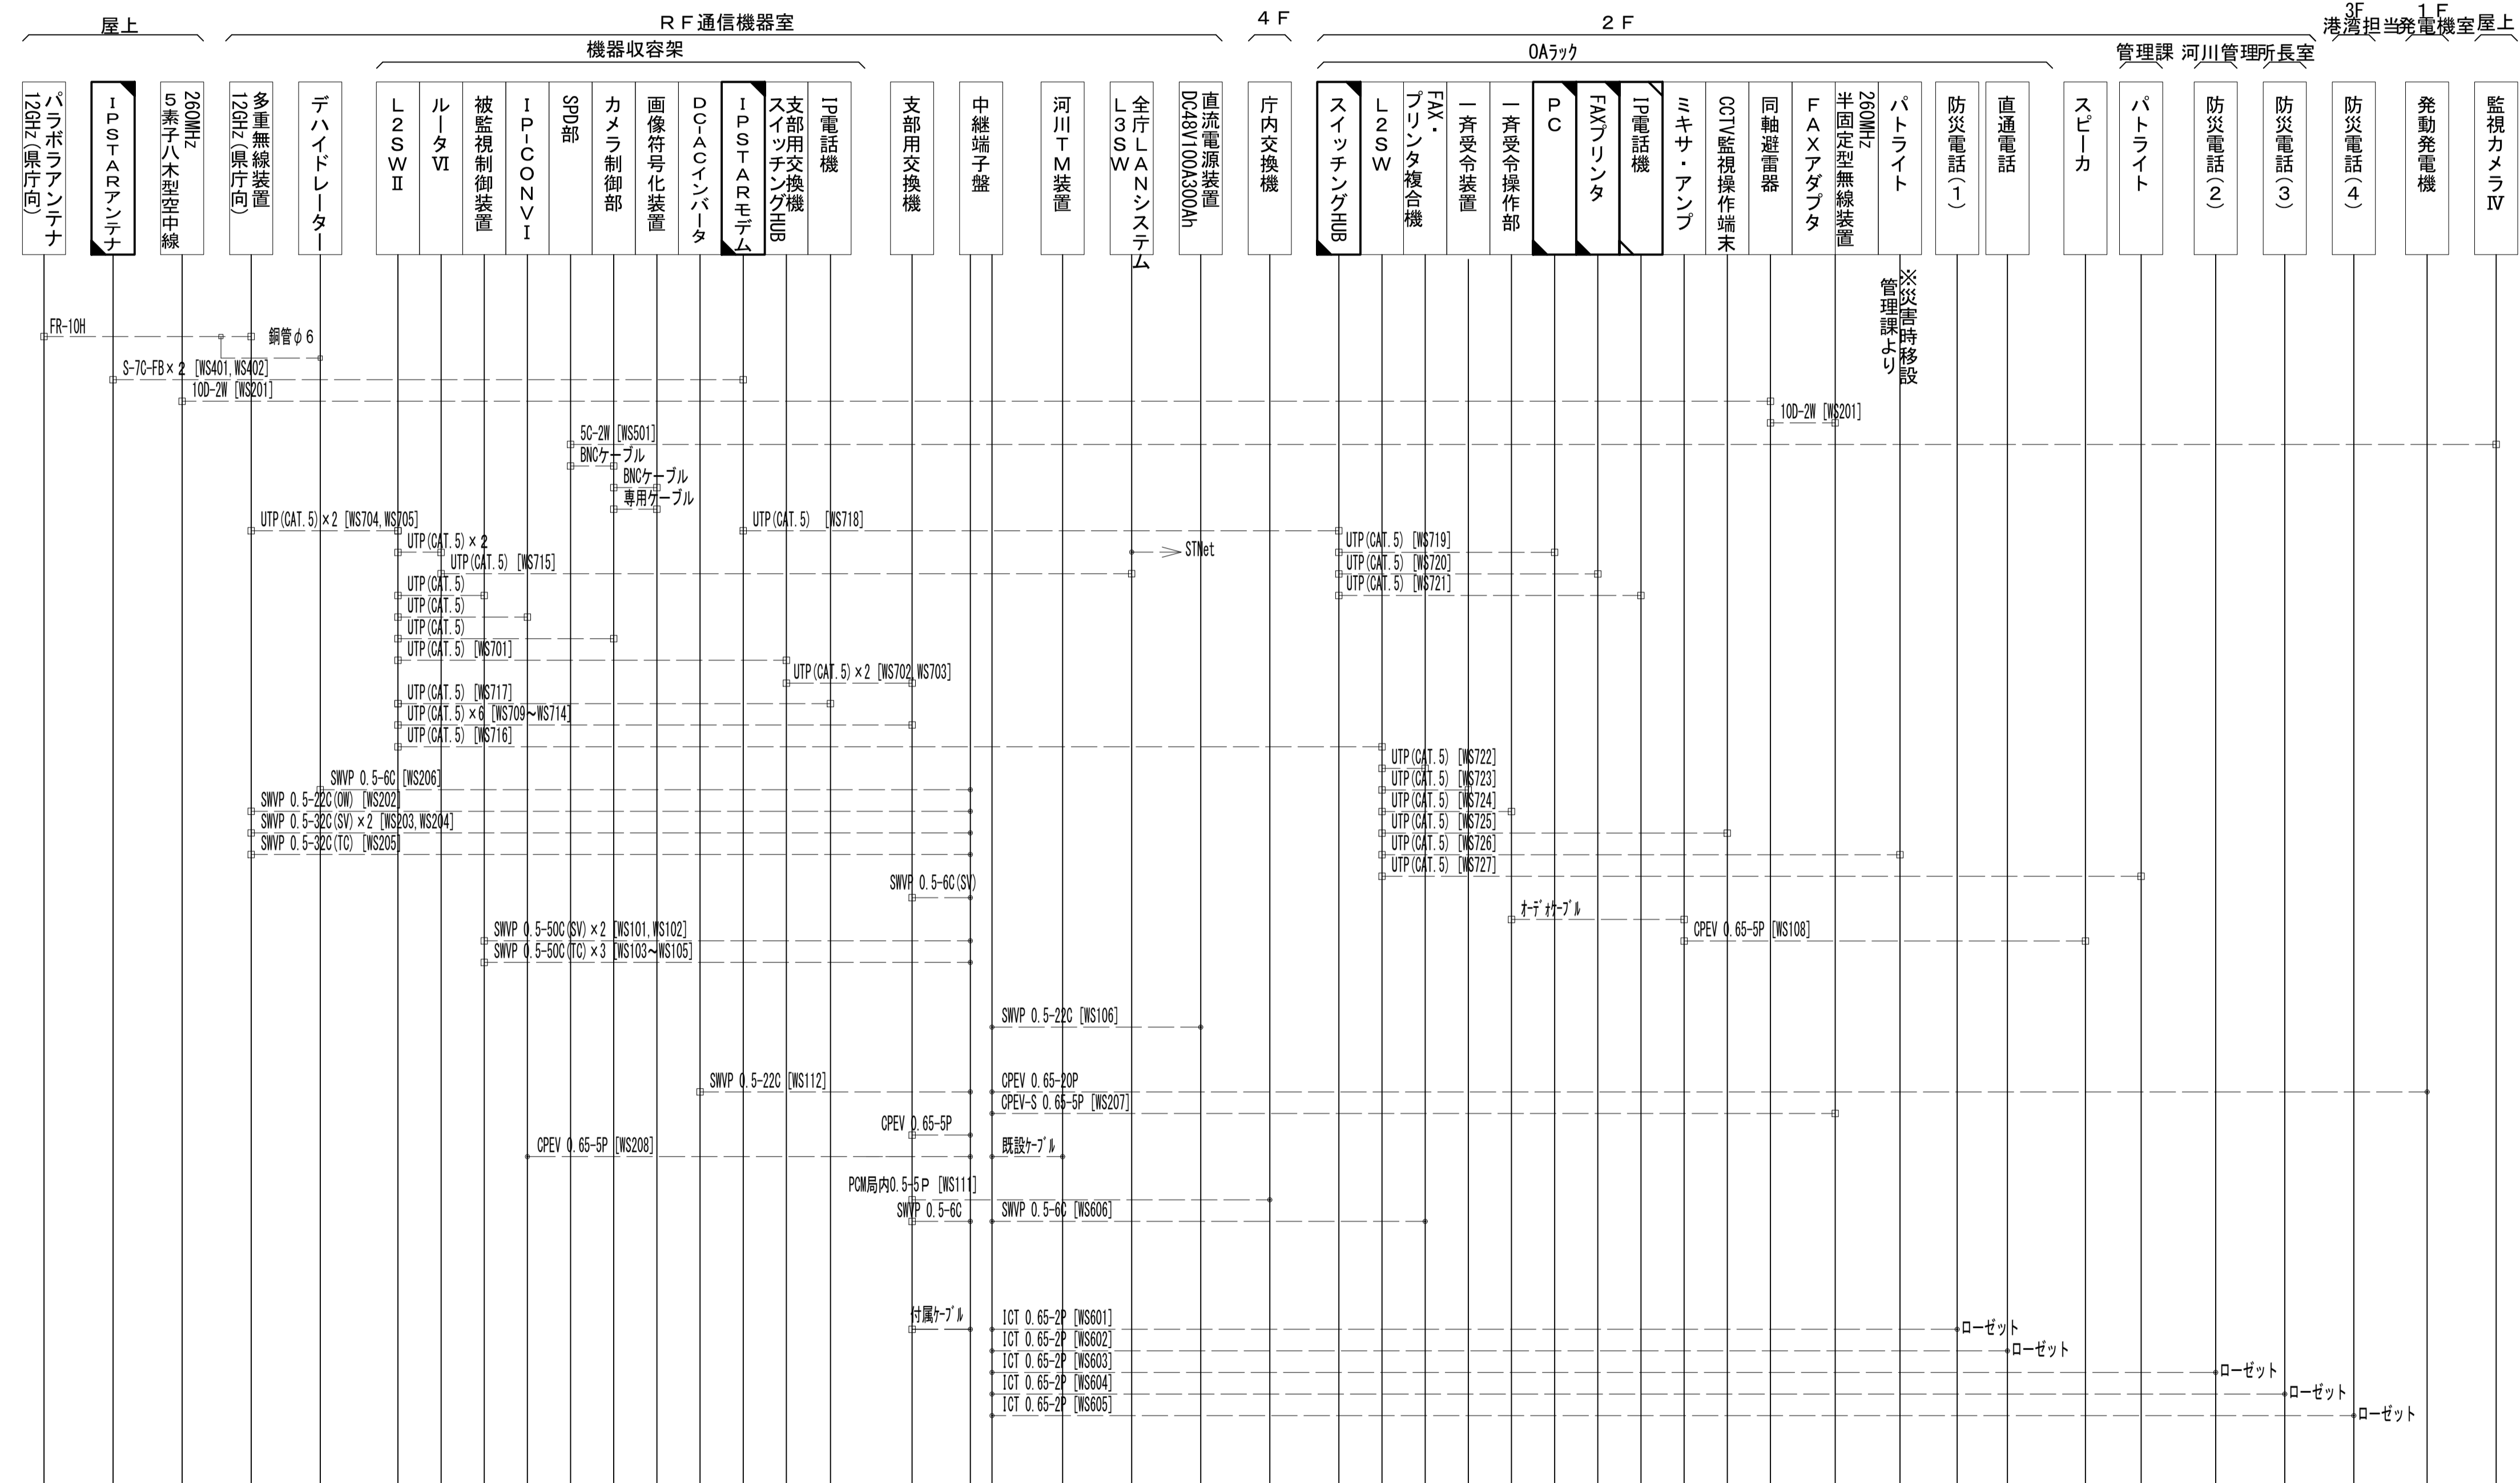 屋上
ＲＦ通信機器室
４Ｆ
２Ｆ
3F
港湾担当
１Ｆ
発電機室
屋上
機器収容架
OAﾗｯｸ
管理課
河川管理
所長室
パラボラアンテナ
12GHz(県庁向)
ＩＰＳＴＡＲアンテナ
260MHz
５素子八木型空中線
多重無線装置
12GHz(県庁向)
デハイドレーター
Ｌ２ＳＷⅡ
ルータⅥ
被監視制御装置
ＩＰ−ＣＯＮＶⅠ
SPD部
カメラ制御部
画像符号化装置
ＤＣ−ＡＣインバータ
ＩＰＳＴＡＲモデム
支部用交換機
スイッチングHUB
IP電話機
支部用交換機
中継端子盤
河川ＴＭ装置
全庁ＬＡＮシステム
Ｌ３ＳＷ
直流電源装置
DC48V100A300Ah
庁内交換機
スイッチングHUB
Ｌ２ＳＷ
FAX・
プリンタ複合機
一斉受令装置
一斉受令操作部
ＰＣ
FAXプリンタ
IP電話機
ミキサ・アンプ
CCTV監視操作端末
同軸避雷器
ＦＡＸアダプタ
260MHz
半固定型無線装置
パトライト
防災電話(１)
直通電話
スピーカ
パトライト
防災電話(２)
防災電話(３)
防災電話(４)
発動発電機
監視カメラⅣ
※災害時移設
管理課より
FR-10H
銅管φ６
S-7C-FB×２ [WS401,WS402]
10D-2W [WS201]
10D-2W [WS201]
5C-2W [WS501]
BNCケーブル
BNCケーブル
専用ケーブル
UTP(CAT.5)×2 [WS704,WS705]
UTP(CAT.5) [WS718]
UTP(CAT.5)×２
STNet
UTP(CAT.5) [WS719]
UTP(CAT.5) [WS715]
UTP(CAT.5) [WS720]
UTP(CAT.5)
UTP(CAT.5) [WS721]
UTP(CAT.5)
UTP(CAT.5)
UTP(CAT.5) [WS701]
UTP(CAT.5)×2 [WS702,WS703]
UTP(CAT.5) [WS717]
UTP(CAT.5)×6 [WS709～WS714]
UTP(CAT.5) [WS716]
UTP(CAT.5) [WS722]
SWVP 0.5-6C [WS206]
UTP(CAT.5) [WS723]
SWVP 0.5-22C(OW) [WS202]
UTP(CAT.5) [WS724]
SWVP 0.5-32C(SV)×2 [WS203,WS204]
UTP(CAT.5) [WS725]
SWVP 0.5-32C(TC) [WS205]
UTP(CAT.5) [WS726]
UTP(CAT.5) [WS727]
SWVP 0.5-6C(SV)
ｵｰﾃﾞｨｵｹｰﾌﾞﾙ
SWVP 0.5-50C(SV)×2 [WS101,WS102]
CPEV 0.65-5P [WS108]
SWVP 0.5-50C(TC)×3 [WS103～WS105]
SWVP 0.5-22C [WS106]
SWVP 0.5-22C [WS112]
CPEV 0.65-20P
CPEV-S 0.65-5P [WS207]
CPEV 0.65-5P
CPEV 0.65-5P [WS208]
既設ｹｰﾌﾞﾙ
PCM局内0.5-5Ｐ [WS111]
SWVP 0.5-6C
SWVP 0.5-6C [WS606]
付属ｹｰﾌﾞﾙ
ICT 0.65-2P [WS601]
ローゼット
ICT 0.65-2P [WS602]
ローゼット
ICT 0.65-2P [WS603]
ローゼット
ICT 0.65-2P [WS604]
ローゼット
ICT 0.65-2P [WS605]
ローゼット